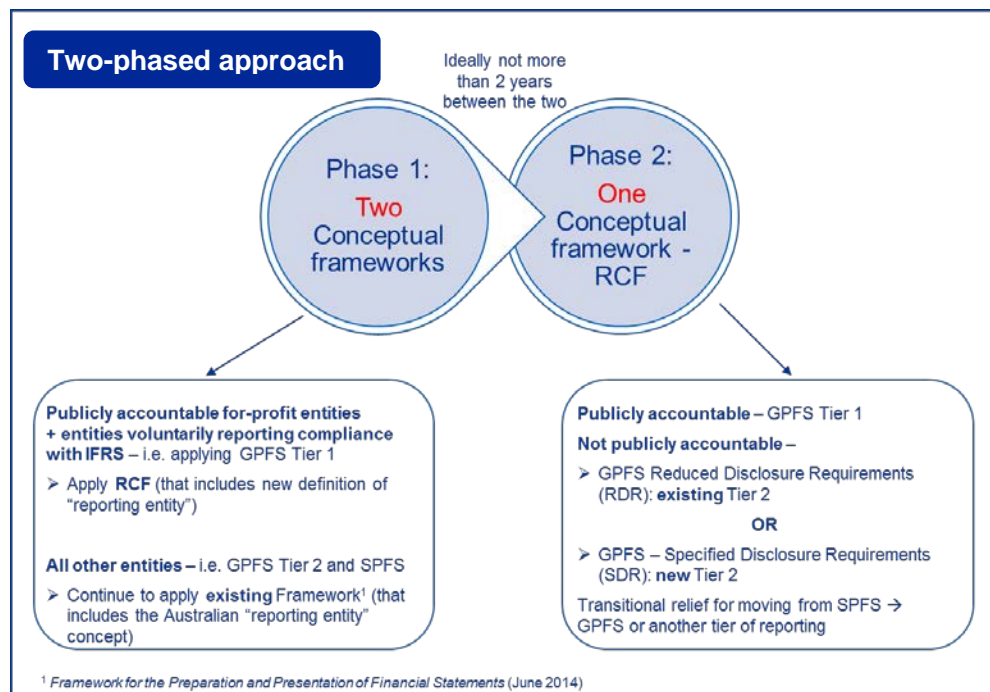 Two-phased approach
Ideally not more
than 2 years
between the two
Phase 1:
Two
Conceptual
frameworks
Phase 2:
One
Conceptual
framework -
RCF
Publicly accountable for-profit entities
+ entities voluntarily reporting compliance
with IFRS – i.e. applying GPFS Tier 1
➢ Apply RCF (that includes new definition of
“reporting entity”)
All other entities – i.e. GPFS Tier 2 and SPFS
➢ Continue to apply existing Framework¹ (that
includes the Australian “reporting entity”
concept)
Publicly accountable – GPFS Tier 1
Not publicly accountable –
➢ GPFS Reduced Disclosure Requirements
(RDR): existing Tier 2
OR
➢ GPFS – Specified Disclosure Requirements
(SDR): new Tier 2
Transitional relief for moving from SPFS →
GPFS or another tier of reporting
¹ Framework for the Preparation and Presentation of Financial Statements (June 2014)